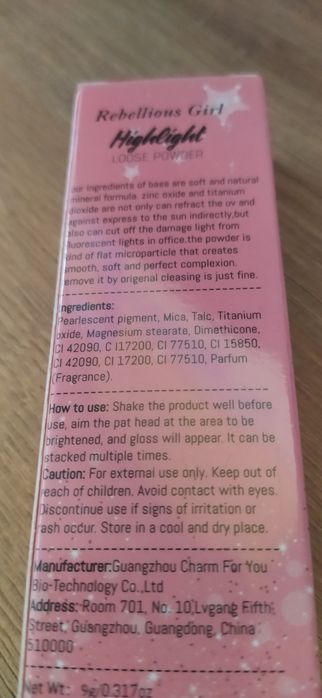 Rebellious Girl
Highlight
LOOSE POWDER
our ingredients of base are soft and natural
mineral formula. zinc oxide and titanium
dioxide are not only can refract the uv and
against express to the sun indirectly,but
also can cut off the damage light from
fluorescent lights in office.the powder is
kind of flat microparticle that creates
smooth, soft and perfect complexion.
remove it by origenal cleasing is just fine.
Ingredients:
Pearlescent pigment, Mica, Talc, Titanium
oxide, Magnesium stearate, Dimethicone,
CI 42090, C I17200, CI 77510, CI 15850,
CI 42090, CI 17200, CI 77510, Parfum
(Fragrance).
How to use: Shake the product well before
use, aim the pat head at the area to be
brightened, and gloss will appear. It can be
stacked multiple times.
Caution: For external use only. Keep out of
reach of children. Avoid contact with eyes.
Discontinue use if signs of irritation or
rash occur. Store in a cool and dry place.
Manufacturer:Guangzhou Charm For You
Bio-Technology Co.,Ltd
Address: Room 701, No. 10,Lvgang Fifth
Street, Guangzhou, Guangdong, China
510000
Net Wt: 9g/0.317oz